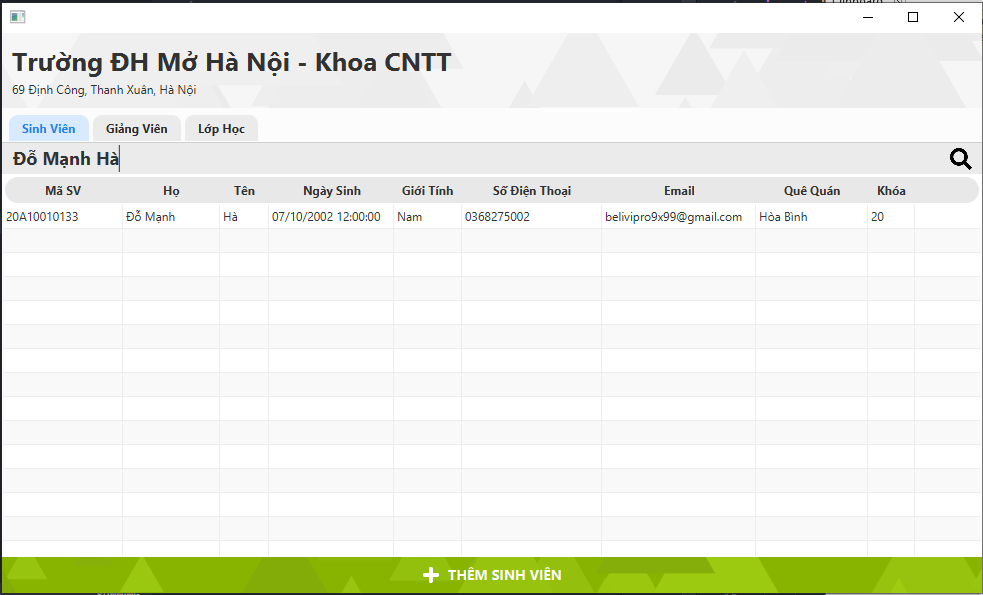 Trường ĐH Mở Hà Nội - Khoa CNTT
69 Định Công, Thanh Xuân, Hà Nội
Sinh Viên Giảng Viên Lớp Học
Đỗ Mạnh Hà
Mã SV Họ Tên Ngày Sinh Giới Tính Số Điện Thoại Email Quê Quán Khóa
20A10010133 Đỗ Mạnh Hà 07/10/2002 12:00:00 Nam 0368275002 belivipro9x99@gmail.com Hòa Bình 20
THÊM SINH VIÊN